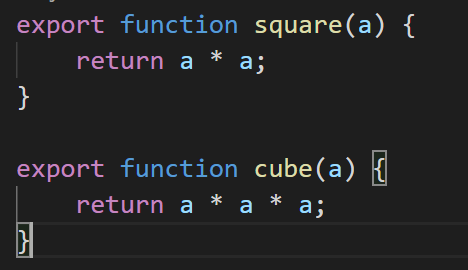 export function square(a) {
    return a * a;
}

export function cube(a) {
    return a * a * a;
}